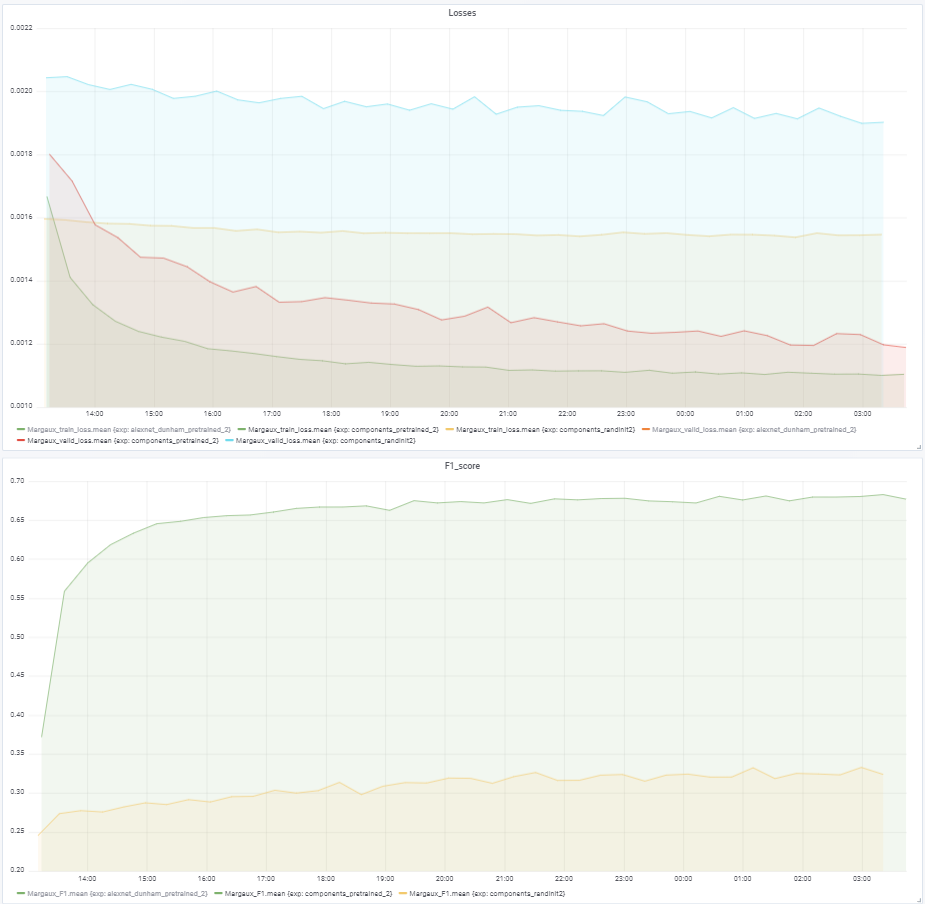 Losses
0.0022
0.0020
0.0018
0.0016
0.0014
0.0012
0.0010
14:00 15:00 16:00 17:00 18:00 19:00 20:00 21:00 22:00 23:00 00:00 01:00 02:00 03:00
Margaux_train_loss.mean {exp: alexnet_dunham_pretrained_2} Margaux_train_loss.mean {exp: components_pretrained_2} Margaux_train_loss.mean {exp: components_randinit2} Margaux_valid_loss.mean {exp: alexnet_dunham_pretrained_2}
Margaux_valid_loss.mean {exp: components_pretrained_2} Margaux_valid_loss.mean {exp: components_randinit2}
F1_score
0.70
0.65
0.60
0.55
0.50
0.45
0.40
0.35
0.30
0.25
0.20
14:00 15:00 16:00 17:00 18:00 19:00 20:00 21:00 22:00 23:00 00:00 01:00 02:00 03:00
Margaux_F1.mean {exp: alexnet_dunham_pretrained_2} Margaux_F1.mean {exp: components_pretrained_2} Margaux_F1.mean {exp: components_randinit2}